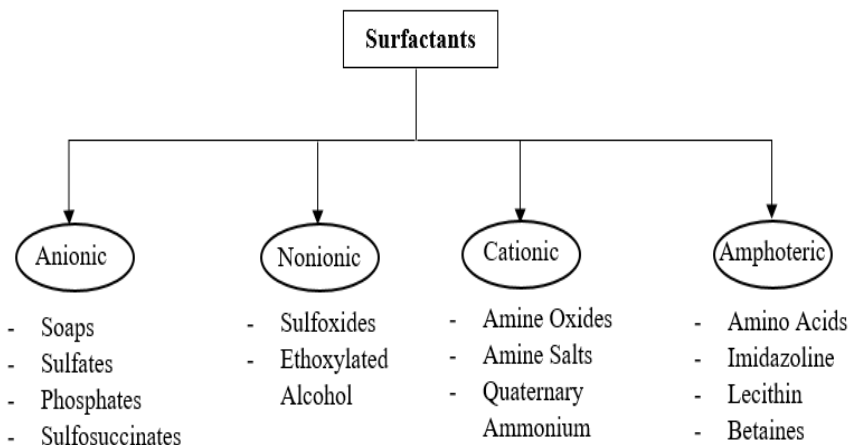 Surfactants
Anionic
Nonionic
Cationic
Amphoteric
- Soaps
- Sulfates
- Phosphates
- Sulfosuccinates
- Sulfoxides
- Ethoxylated
Alcohol
- Amine Oxides
- Amine Salts
- Quaternary
Ammonium
- Amino Acids
- Imidazoline
- Lecithin
- Betaines